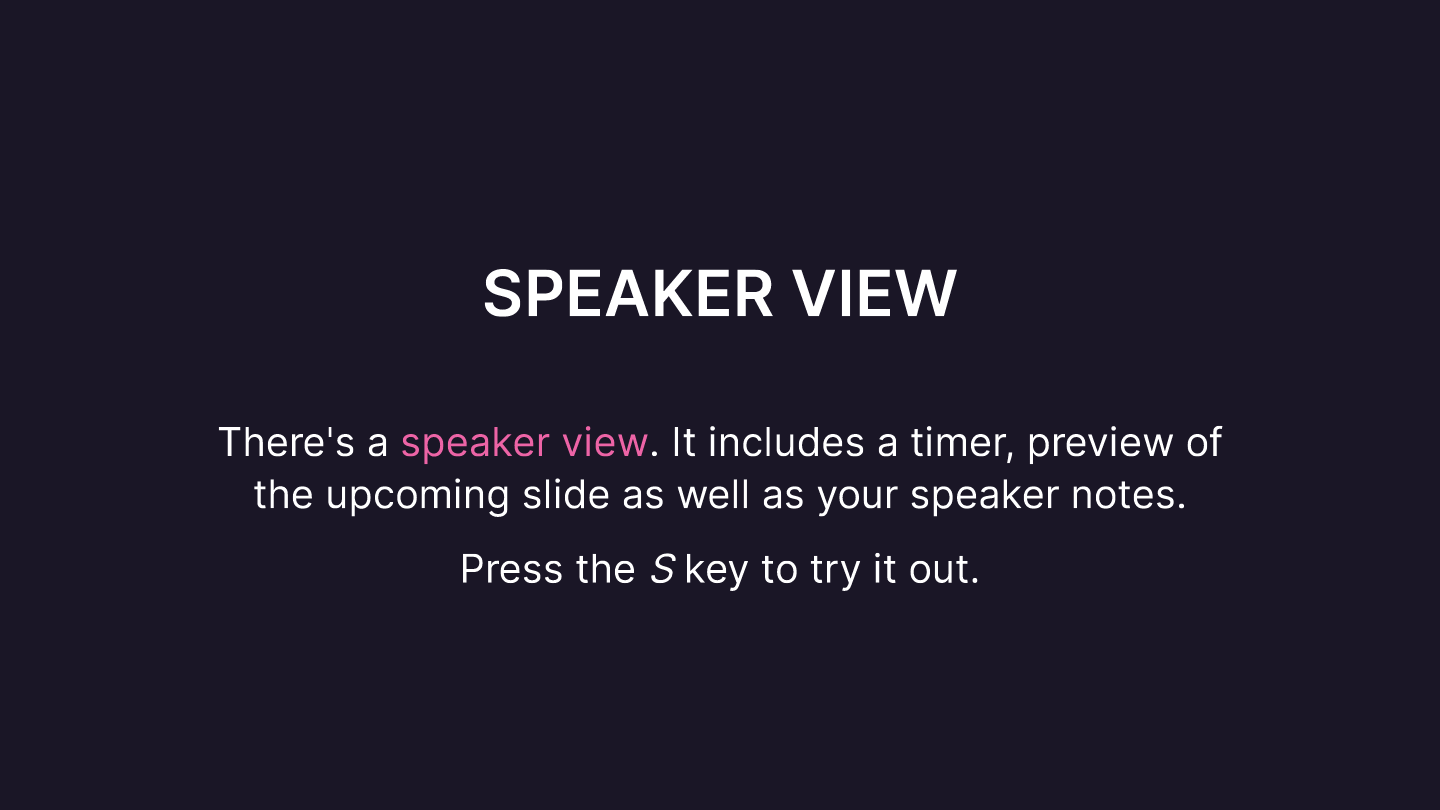 SPEAKER VIEW
There's a speaker view. It includes a timer, preview of
the upcoming slide as well as your speaker notes.
Press the S key to try it out.